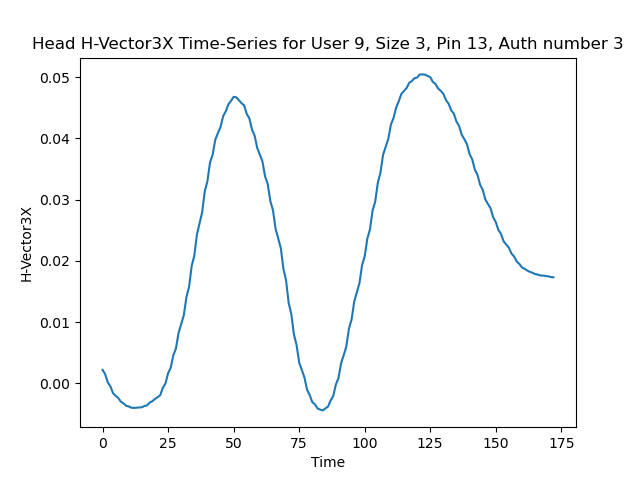 Head H-Vector3X Time-Series for User 9, Size 3, Pin 13, Auth number 3
H-Vector3X
0.05
0.04
0.03
0.02
0.01
0.00
0 25 50 75 100 125 150 175
Time